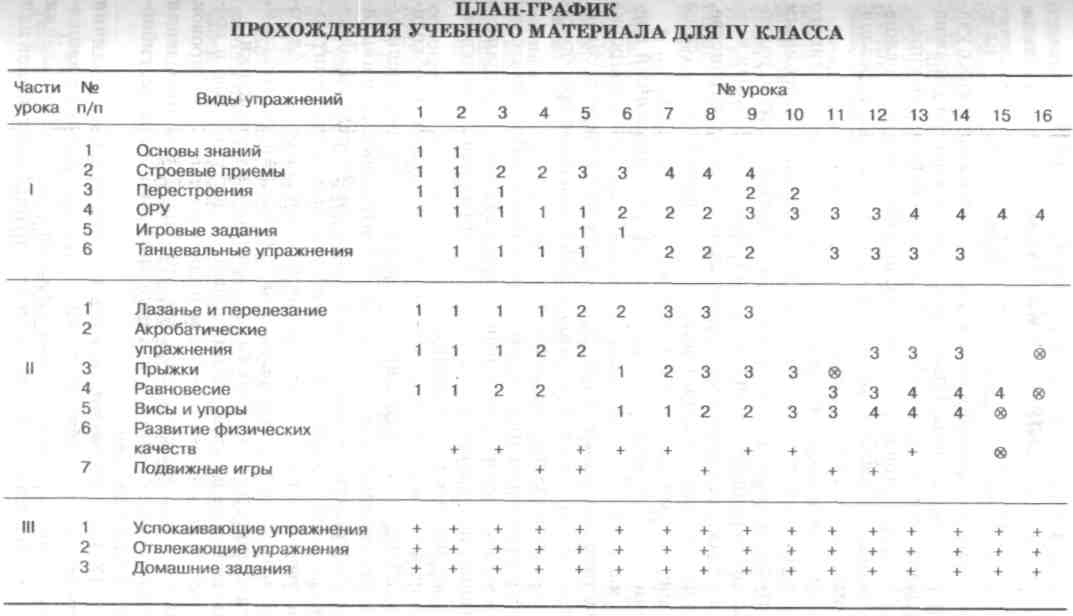 ПЛАН-ГРАФИК
ПРОХОЖДЕНИЯ УЧЕБНОГО МАТЕРИАЛА ДЛЯ IV КЛАССА
Части № Виды упражнений № урока
урока п/п 1 2 3 4 5 6 7 8 9 10 11 12 13 14 15 16
1 Основы знаний 1 1
2 Строевые приемы 1 1 2 2 3 3 4 4 4
I 3 Перестроения 1 1 1 2 2
4 ОРУ 1 1 1 1 1 2 2 2 3 3 3 3 4 4 4 4
5 Игровые задания 1 1
6 Танцевальные упражнения 1 1 1 1 2 2 2 3 3 3 3
1 Лазанье и перелезание 1 1 1 1 2 2 3 3 3
2 Акробатические
упражнения 1 1 1 2 2 3 3 3 ⊗
II 3 Прыжки 1 2 3 3 3 ⊗
4 Равновесие 1 1 2 2 3 3 4 4 4 ⊗
5 Висы и упоры 1 1 2 2 3 3 4 4 4 ⊗
6 Развитие физических
качеств + + + + + + + + ⊗
7 Подвижные игры + + + + +
III 1 Успокаивающие упражнения + + + + + + + + + + + + + + + +
2 Отвлекающие упражнения + + + + + + + + + + + + + + + +
3 Домашние задания + + + + + + + + + + + + + + + +